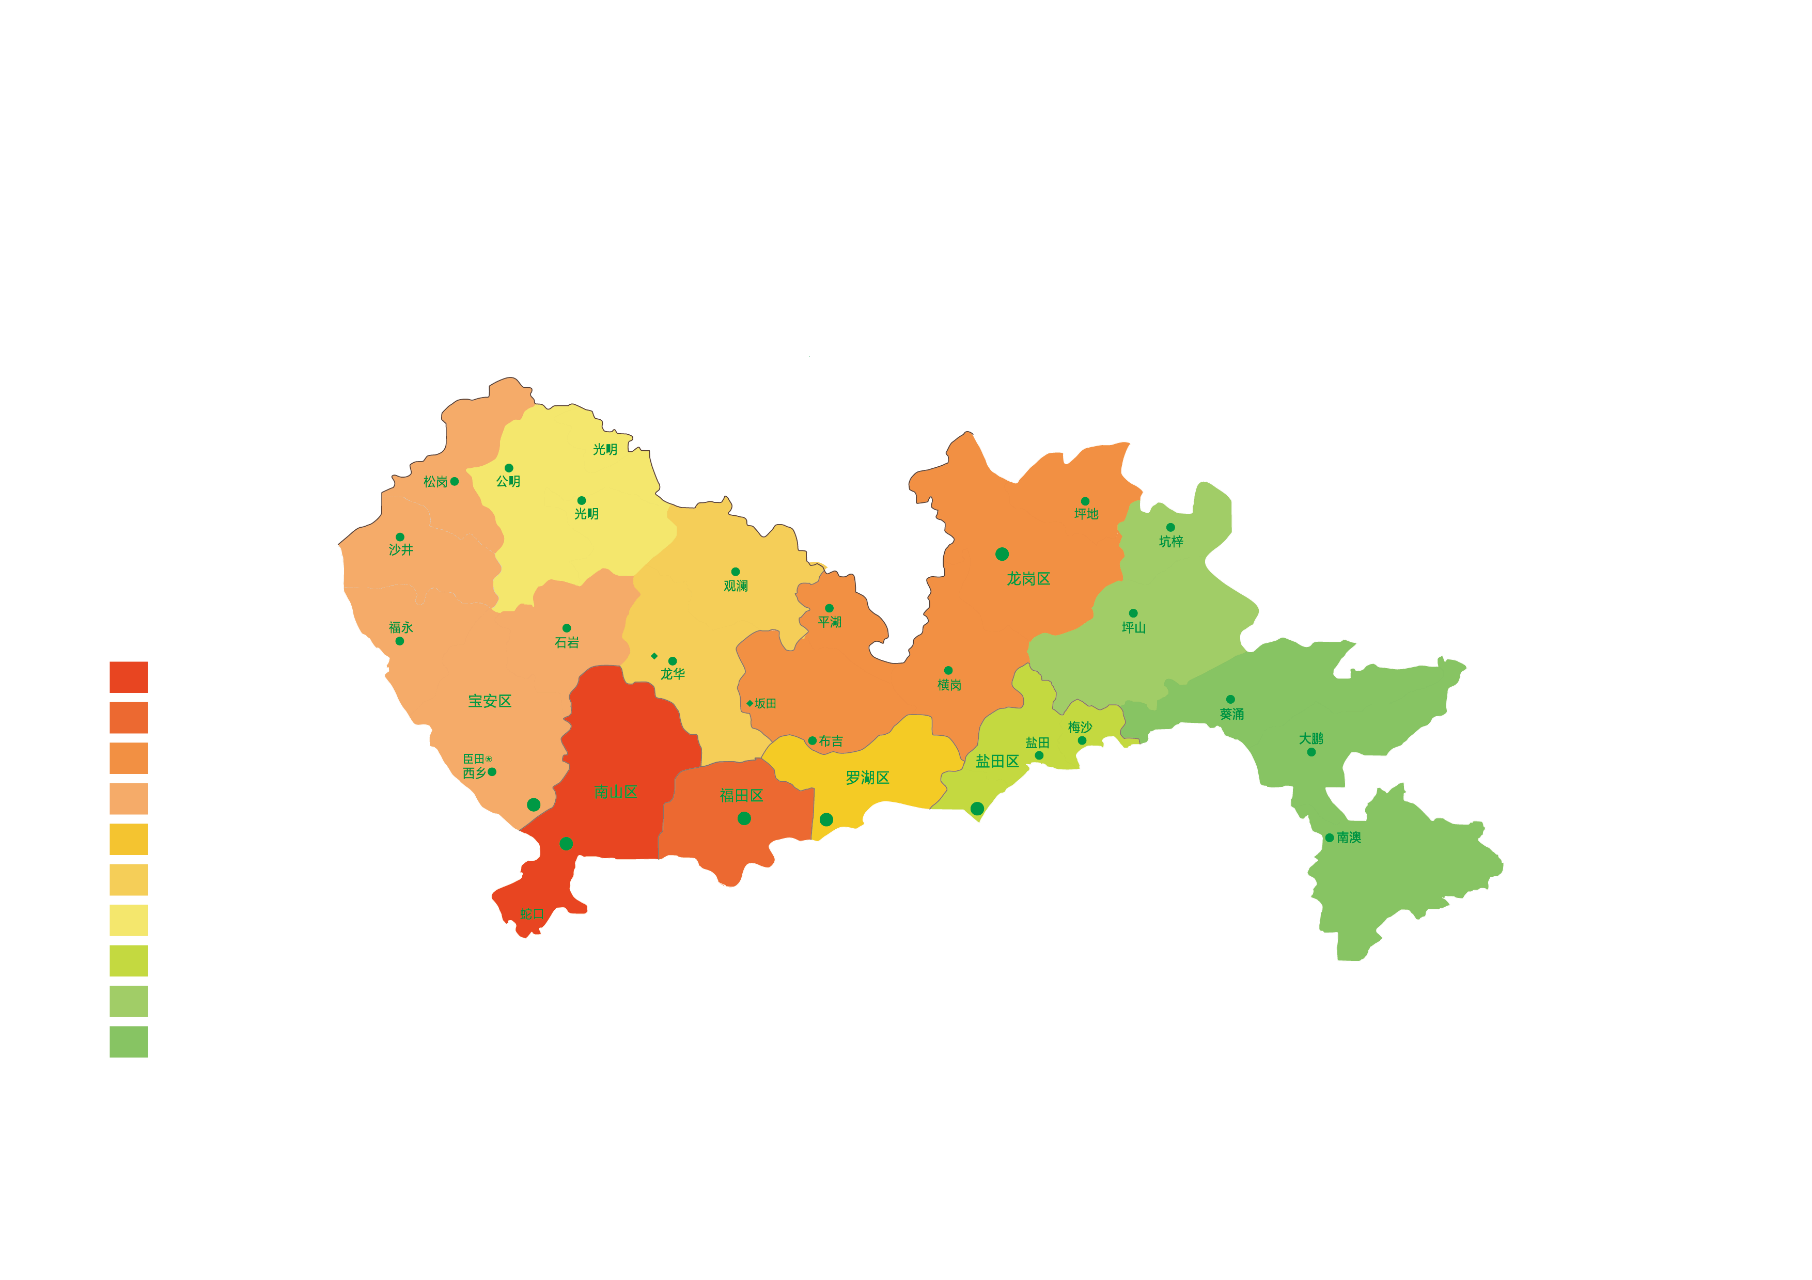 光明
公明
松岗
光明
坪地
坑梓
沙井
龙岗区
观澜
平湖
福永
坪山
石岩
龙华
横岗
宝安区
坂田
葵涌
梅沙
布吉
盐田
大鹏
臣田
盐田区
西乡
罗湖区
南山区
福田区
南澳
蛇口